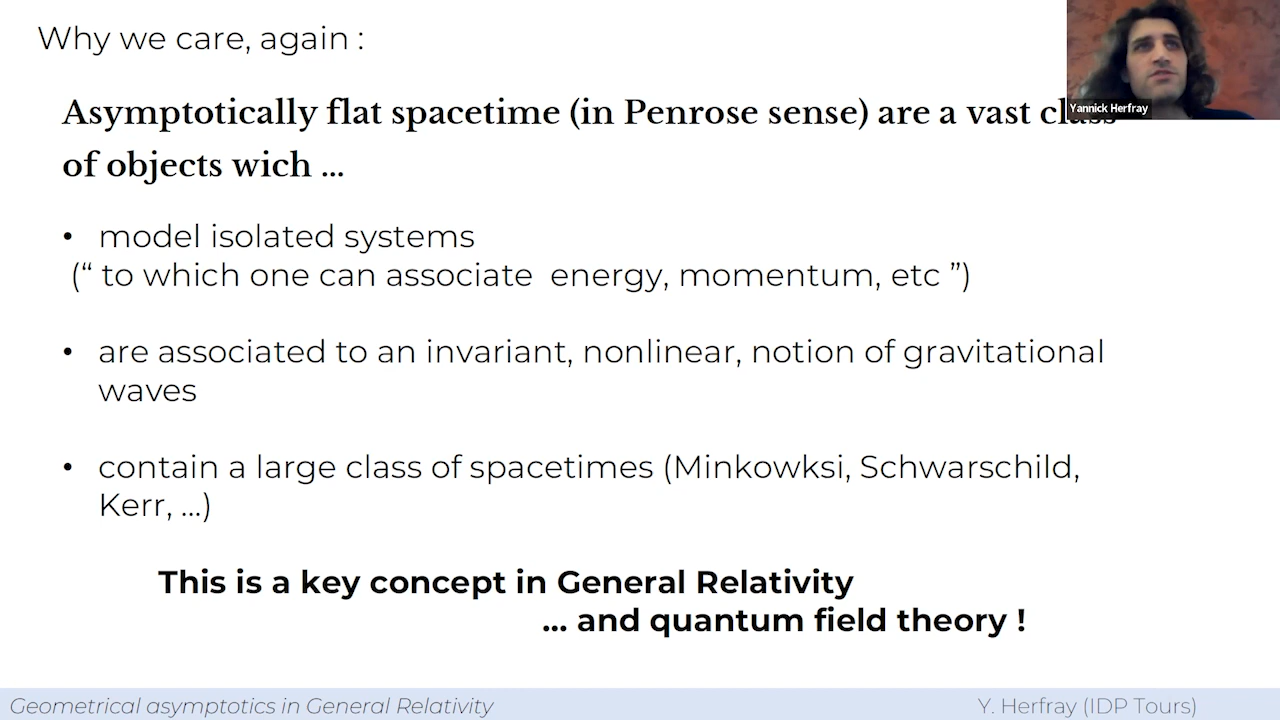 Why we care, again :
Yannick Herfray
Asymptotically flat spacetime (in Penrose sense) are a vast class
of objects wich ...
• model isolated systems
(“ to which one can associate energy, momentum, etc ”)
• are associated to an invariant, nonlinear, notion of gravitational
waves
• contain a large class of spacetimes (Minkowksi, Schwarschild,
Kerr, ...)
This is a key concept in General Relativity
... and quantum field theory !
Geometrical asymptotics in General Relativity
Y. Herfray (IDP Tours)